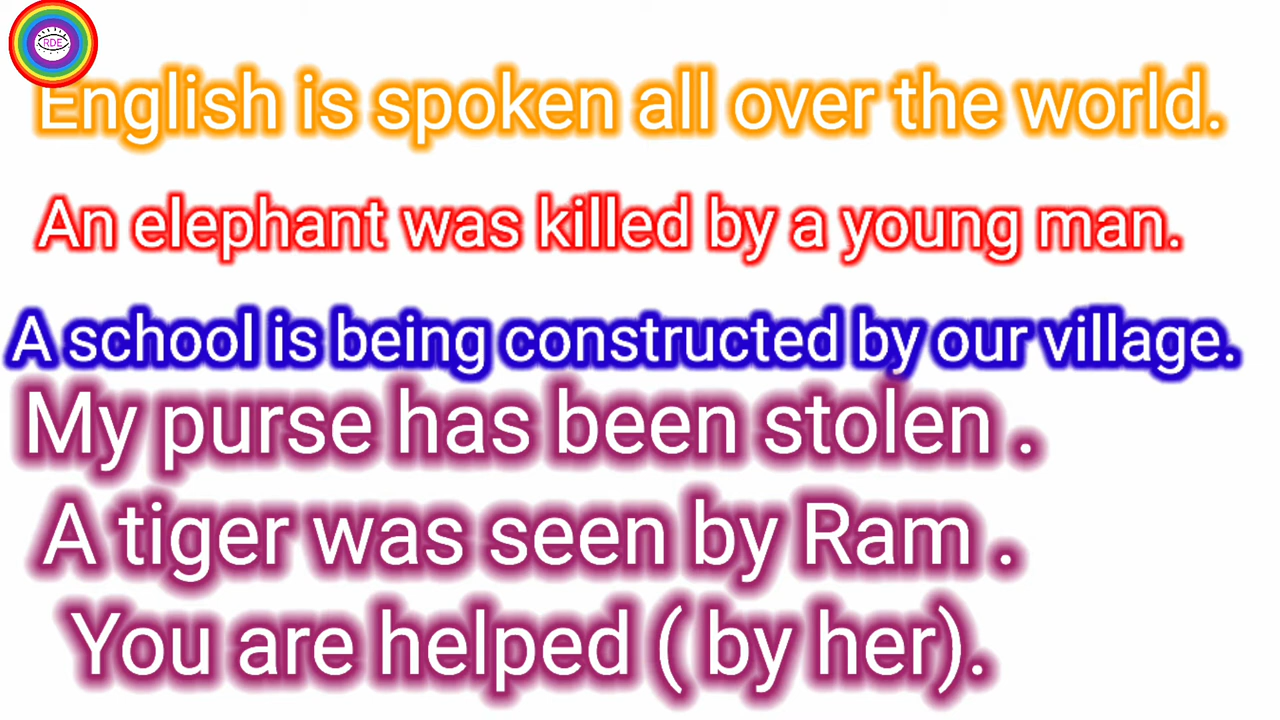 RDE
English is spoken all over the world.
An elephant was killed by a young man.
A school is being constructed by our village.
My purse has been stolen .
A tiger was seen by Ram .
You are helped ( by her).